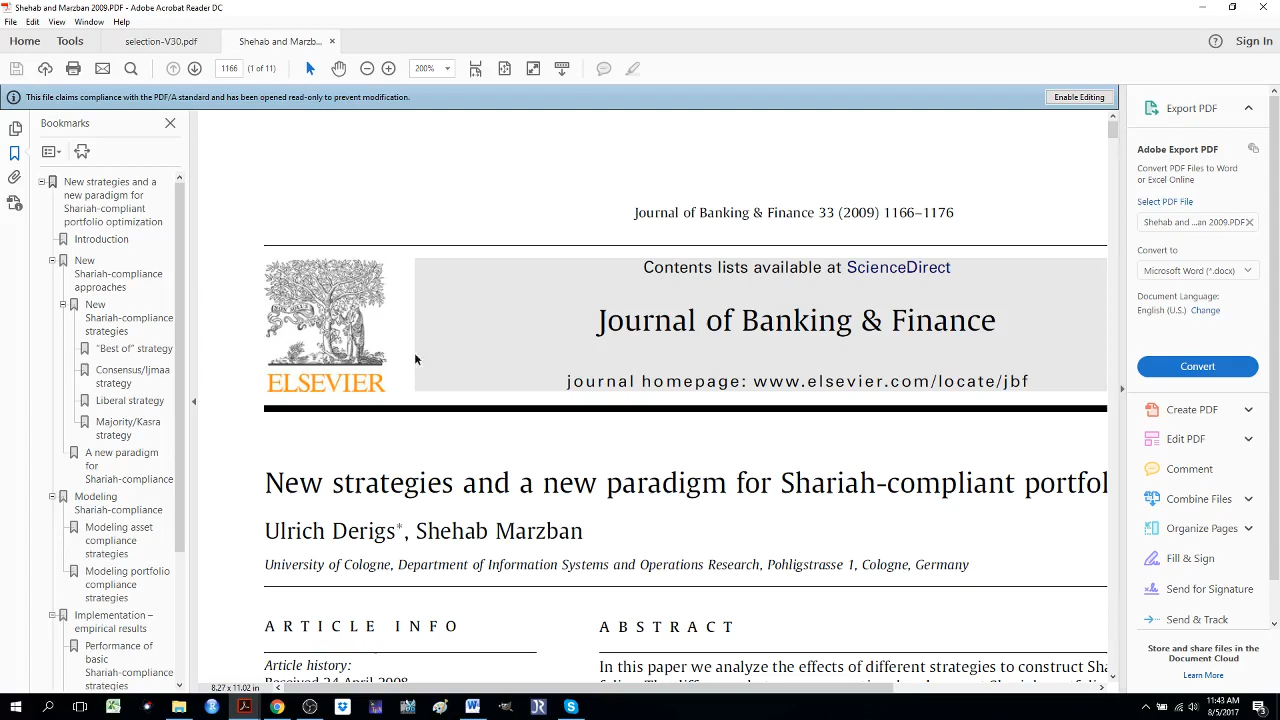 Shehab and Marzban 2009.PDF - Adobe Acrobat Reader DC
File Edit View Window Help
Home Tools selection-V30.pdf Shehab and Marzb... × Sign In
1166 (1 of 11) 200%
This file claims compliance with the PDF/A standard and has been opened read-only to prevent modification. Enable Editing
Bookmarks
New strategies and a
new paradigm for
Shariah-compliant
portfolio optimization
Introduction
New
Shariah-compliance
approaches
New
Shariah-compliance
strategies
"Best of" strategy
Consensus/Ijmaa
strategy
Liberal strategy
Majority/Kasra
strategy
A new paradigm
for
Shariah-compliance
Modeling
Shariah-compliance
Modeling asset
compliance
strategies
Modeling portfolio
compliance
strategies
Implementation –
empirical results
Performance of
basic
Shariah-compliance
strategies
8.27 x 11.02 in
Journal of Banking & Finance 33 (2009) 1166–1176
ELSEVIER
Contents lists available at ScienceDirect
Journal of Banking & Finance
journal homepage: www.elsevier.com/locate/jbf
New strategies and a new paradigm for Shariah-compliant portfol
Ulrich Derigs*, Shehab Marzban
University of Cologne, Department of Information Systems and Operations Research, Pohligstrasse 1, Cologne, Germany
ARTICLE INFO
Article history:
Received 24 April 2008
ABSTRACT
In this paper we analyze the effects of different strategies to construct Sha
Export PDF
Adobe Export PDF
Convert PDF Files to Word
or Excel Online
Select PDF File
Shehab and ...an 2009.PDF
Convert to
Microsoft Word (*.docx)
Document Language:
English (U.S.) Change
Convert
Create PDF
Edit PDF
Comment
Combine Files
Organize Pages
Fill & Sign
Send for Signature
Send & Track
Store and share files in the
Document Cloud
Learn More
11:43 AM
8/5/2017